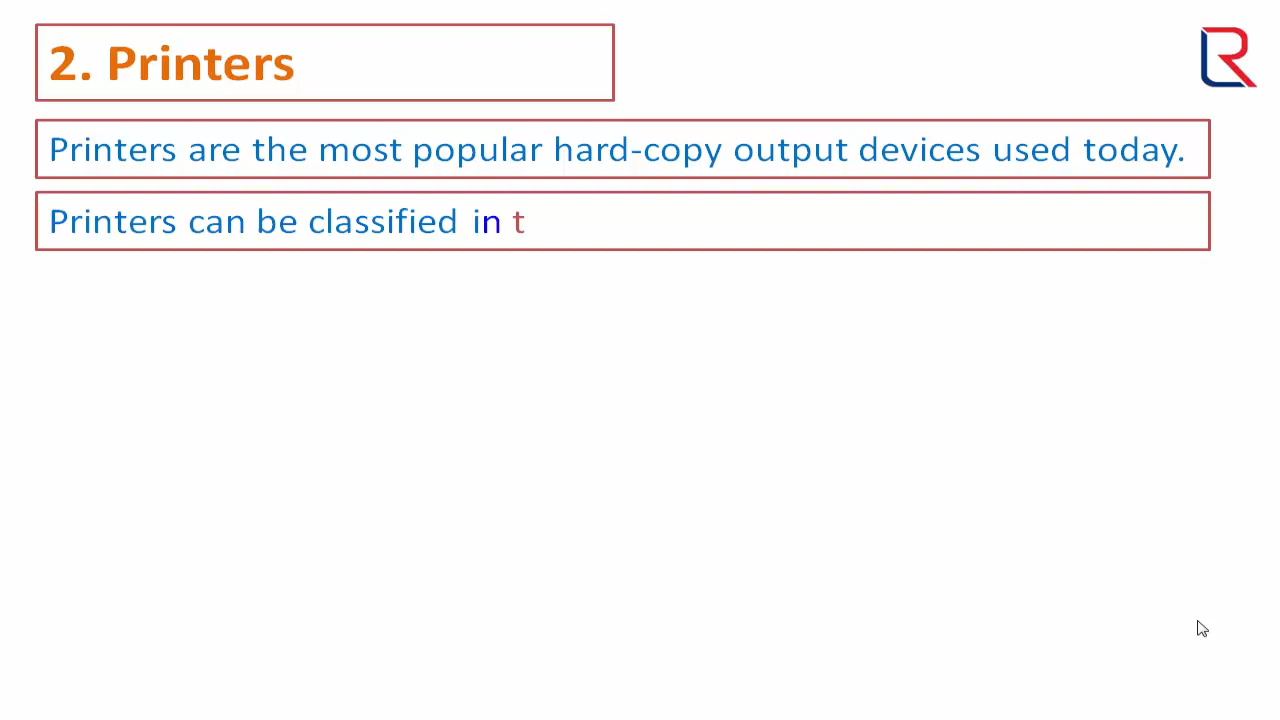 2. Printers
Printers are the most popular hard-copy output devices used today.
Printers can be classified in t